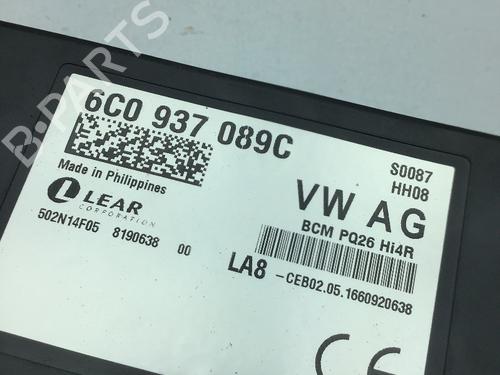 B-PARTS
6C0 937 089C
S0087
HH08
Made in Philippines
VW AG
LEAR
CORPORATION
BCM PQ26 Hi4R
502N14F05 8190638 00
LA8 -CEB02.05.1660920638
CE